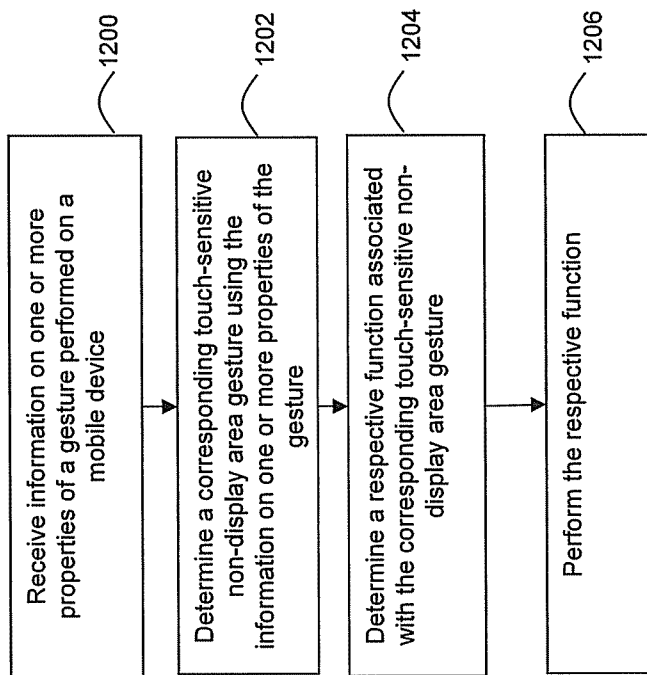 Receive information on one or more
properties of a gesture performed on a
mobile device
1200
Determine a corresponding touch-sensitive
non-display area gesture using the
information on one or more properties of the
gesture
1202
Determine a respective function associated
with the corresponding touch-sensitive non-
display area gesture
1204
Perform the respective function
1206